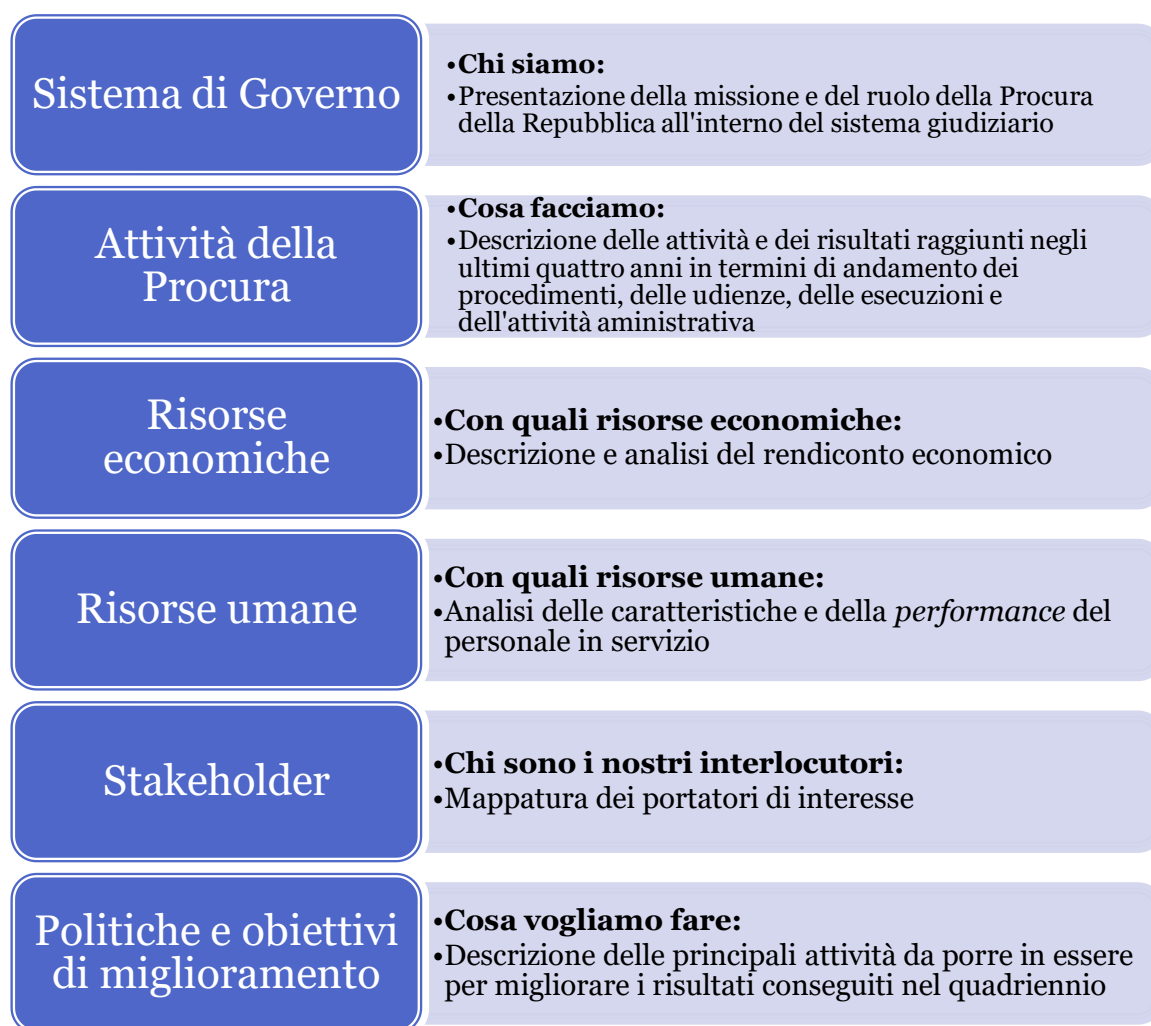 Sistema di Governo
•Chi siamo:
•Presentazione della missione e del ruolo della Procura
della Repubblica all'interno del sistema giudiziario
Attività della
Procura
•Cosa facciamo:
•Descrizione delle attività e dei risultati raggiunti negli
ultimi quattro anni in termini di andamento dei
procedimenti, delle udienze, delle esecuzioni e
dell'attività aministrativa
Risorse
economiche
•Con quali risorse economiche:
•Descrizione e analisi del rendiconto economico
Risorse umane
•Con quali risorse umane:
•Analisi delle caratteristiche e della performance del
personale in servizio
Stakeholder
•Chi sono i nostri interlocutori:
•Mappatura dei portatori di interesse
Politiche e obiettivi
di miglioramento
•Cosa vogliamo fare:
•Descrizione delle principali attività da porre in essere
per migliorare i risultati conseguiti nel quadriennio